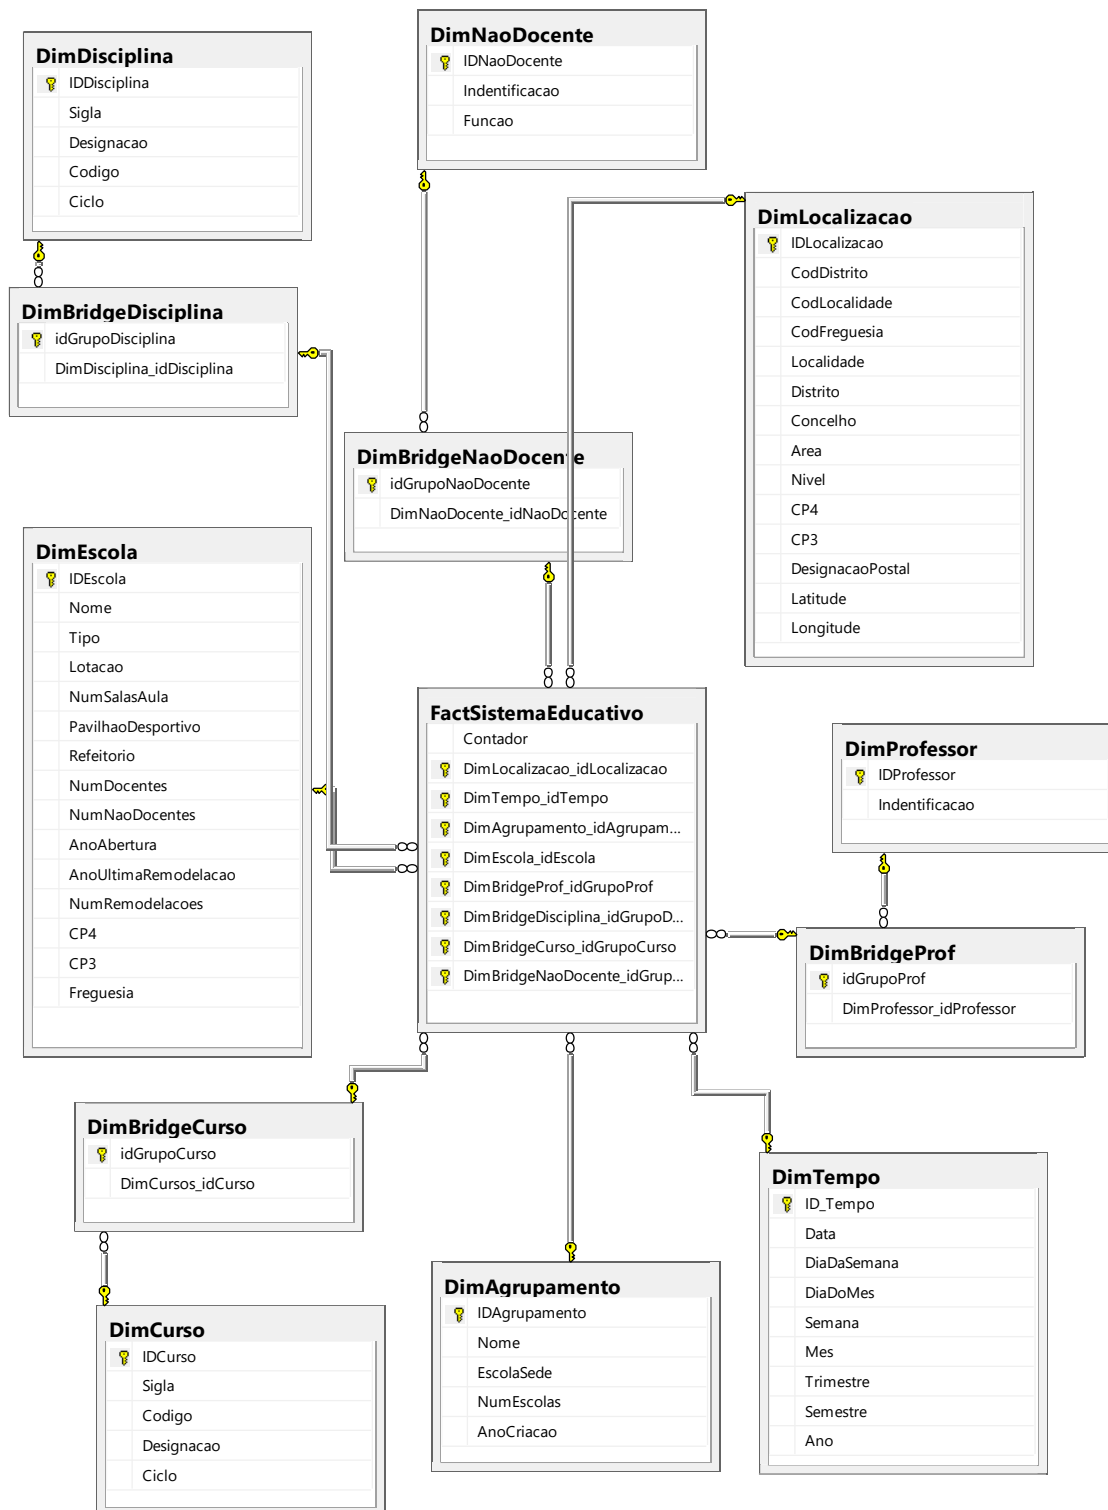 DimDisciplina
IDDisciplina
Sigla
Designacao
Codigo
Ciclo
DimNaoDocente
IDNaoDocente
Indentificacao
Funcao
DimLocalizacao
IDLocalizacao
CodDistrito
CodLocalidade
CodFreguesia
Localidade
Distrito
Concelho
Area
Nivel
CP4
CP3
DesignacaoPostal
Latitude
Longitude
DimBridgeDisciplina
idGrupoDisciplina
DimDisciplina_idDisciplina
DimBridgeNaoDocente
idGrupoNaoDocente
DimNaoDocente_idNaoDocente
DimEscola
IDEscola
Nome
Tipo
Lotacao
NumSalasAula
PavilhaoDesportivo
Refeitorio
NumDocentes
NumNaoDocentes
AnoAbertura
AnoUltimaRemodelacao
NumRemodelacoes
CP4
CP3
Freguesia
FactSistemaEducativo
Contador
DimLocalizacao_idLocalizacao
DimTempo_idTempo
DimAgrupamento_idAgrupam...
DimEscola_idEscola
DimBridgeProf_idGrupoProf
DimBridgeDisciplina_idGrupoD...
DimBridgeCurso_idGrupoCurso
DimBridgeNaoDocente_idGrup...
DimProfessor
IDProfessor
Indentificacao
DimBridgeProf
idGrupoProf
DimProfessor_idProfessor
DimBridgeCurso
idGrupoCurso
DimCursos_idCurso
DimCurso
IDCurso
Sigla
Codigo
Designacao
Ciclo
DimAgrupamento
IDAgrupamento
Nome
EscolaSede
NumEscolas
AnoCriacao
DimTempo
ID_Tempo
Data
DiaDaSemana
DiaDoMes
Semana
Mes
Trimestre
Semestre
Ano